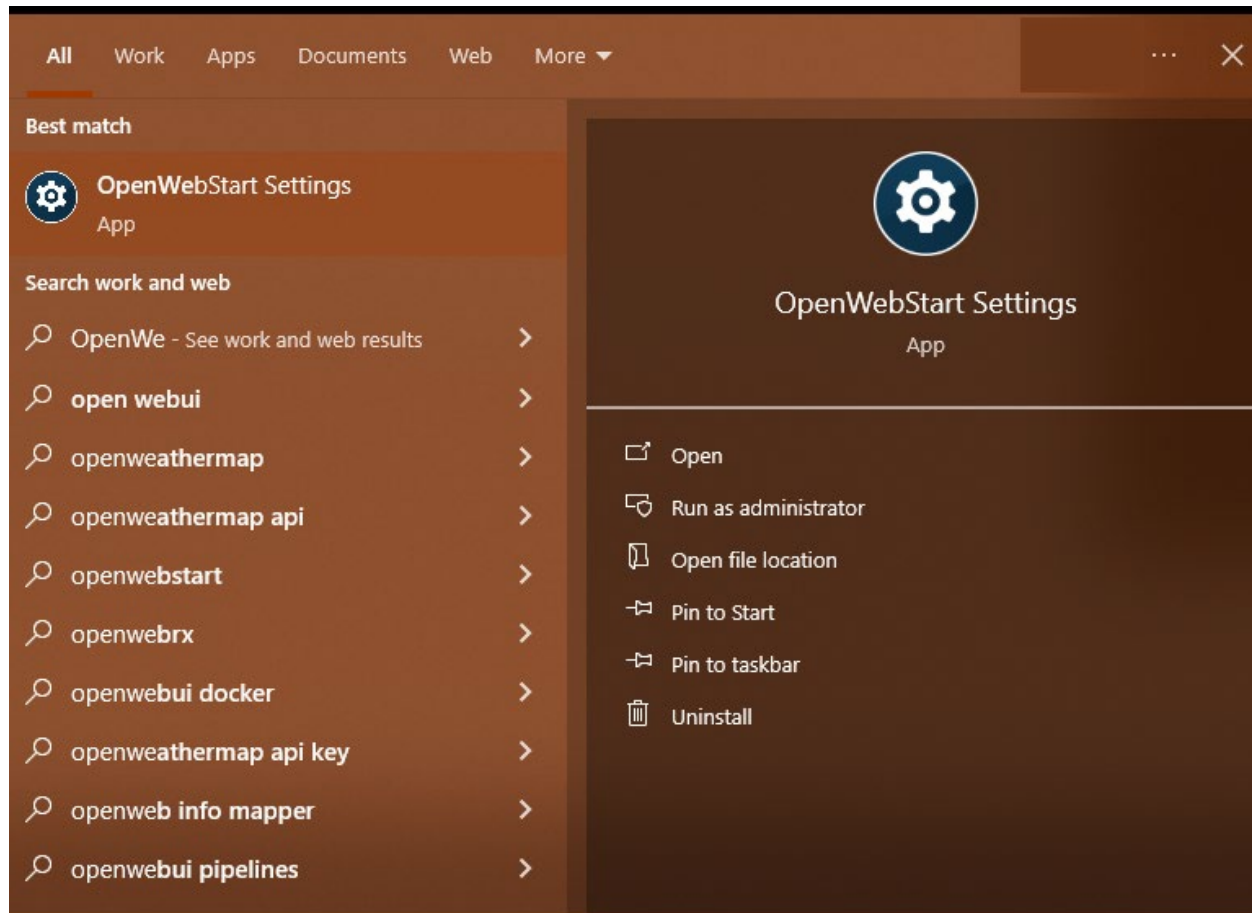 All Work Apps Documents Web More
Best match
OpenWebStart Settings
App
Search work and web
OpenWe - See work and web results
open webui
openweathermap
openweathermap api
openwebstart
openwebrx
openwebui docker
openweathermap api key
openweb info mapper
openwebui pipelines
OpenWebStart Settings
App
Open
Run as administrator
Open file location
Pin to Start
Pin to taskbar
Uninstall